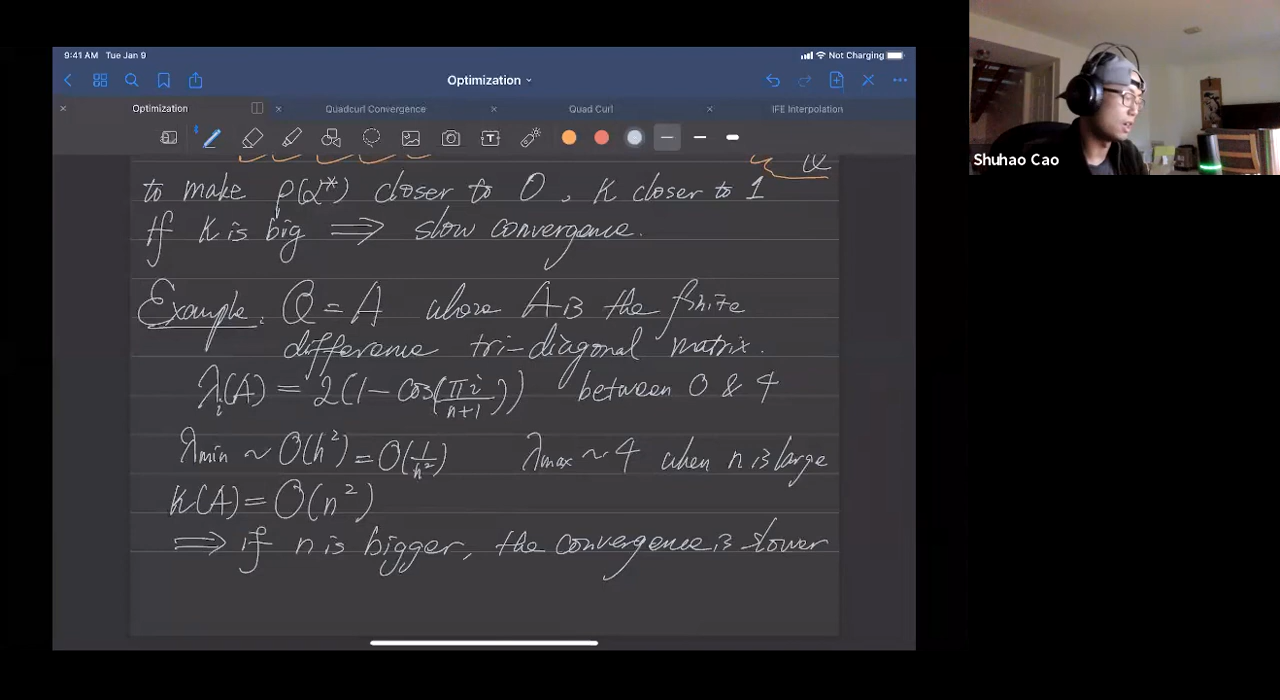 9:41 AM Tue Jan 9
Not Charging
Optimization
Optimization
Quadcurl Convergence
Quad Curl
IFE Interpolation
T
Shuhao Cao
Q
to make ρ(α*) closer to 0, κ closer to 1
If κ is big ⟹ slow convergence.
Example: Q = A where A is the finite
difference tri-diagonal matrix.
λᵢ(A) = 2(1 - cos(πi/(n+1))) between 0 & 4
λmin ~ O(h²) = O(1/n²) λmax ~ 4 when n is large
κ(A) = O(n²)
⟹ if n is bigger, the convergence is slower